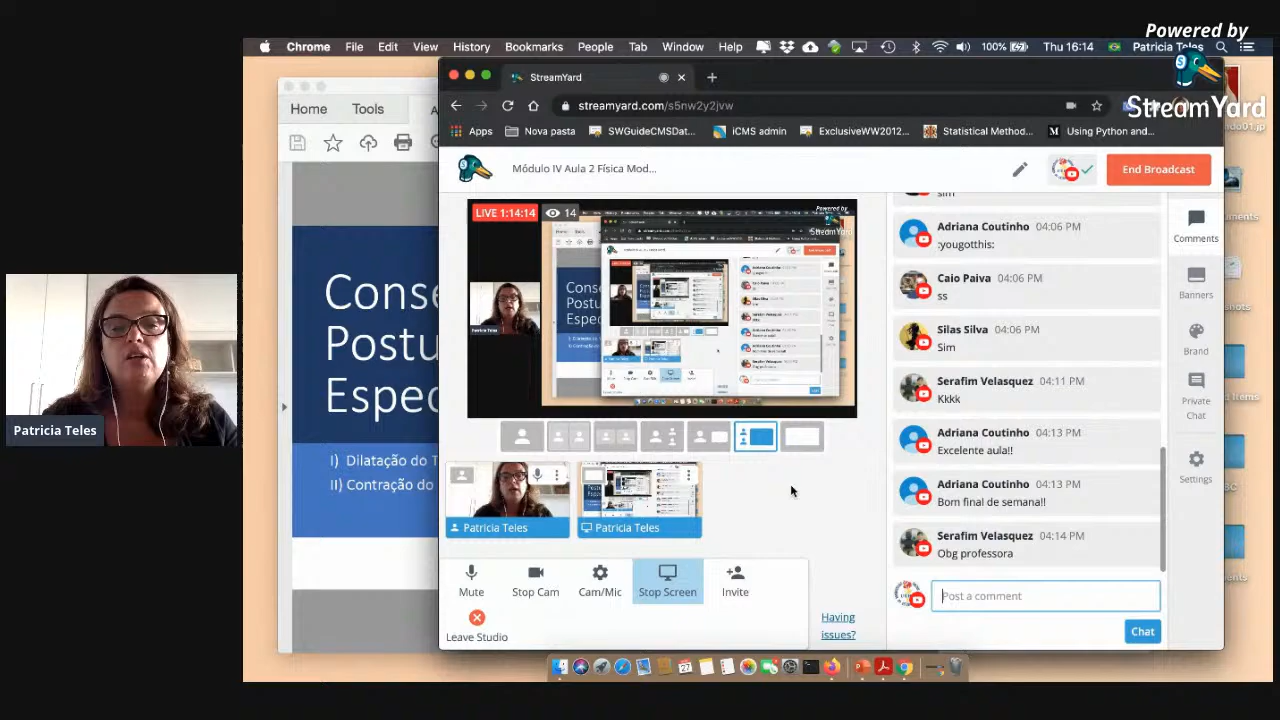 Powered by
StreamYard
Chrome File Edit View History Bookmarks People Tab Window Help 100% Thu 16:14 Patricia Teles
StreamYard
streamyard.com/s5nw2y2jvw
Apps Nova pasta SWGuideCMSDat... iCMS admin ExclusiveWW2012... Statistical Method... Using Python and...
Home Tools
Módulo IV Aula 2 Física Mod...
End Broadcast
LIVE 1:14:14 14
Conse
Postu
Espec
I) Dilatação do T
II) Contração do
Patricia Teles
sim
Adriana Coutinho 04:06 PM
:yougotthis:
Caio Paiva 04:06 PM
ss
Silas Silva 04:06 PM
Sim
Serafim Velasquez 04:11 PM
Kkkk
Adriana Coutinho 04:13 PM
Excelente aula!!
Adriana Coutinho 04:13 PM
Bom final de semana!!
Serafim Velasquez 04:14 PM
Obg professora
Post a comment
Chat
Comments
Banners
Brand
Private
Chat
Settings
Patricia Teles
Patricia Teles
Mute
Stop Cam
Cam/Mic
Stop Screen
Invite
Leave Studio
Having
issues?